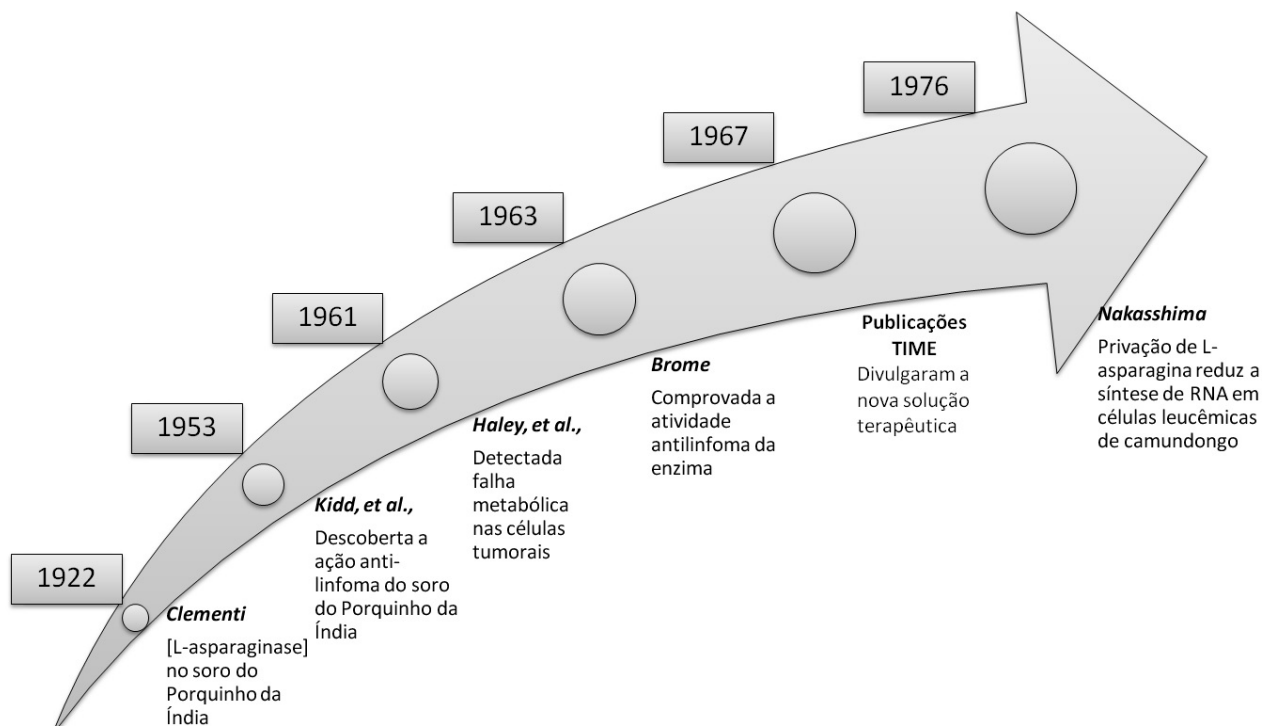 1922
Clementi
[L-asparaginase]
no soro do
Porquinho da
Índia
1953
Kidd, et al.,
Descoberta a
ação anti-
linfoma do soro
do Porquinho da
Índia
1961
Haley, et al.,
Detectada
falha
metabólica
nas células
tumorais
1963
Brome
Comprovada a
atividade
antilinfoma da
enzima
1967
Publicações
TIME
Divulgaram a
nova solução
terapêutica
1976
Nakasshima
Privação de L-
asparagina reduz a
síntese de RNA em
células leucêmicas
de camundongo